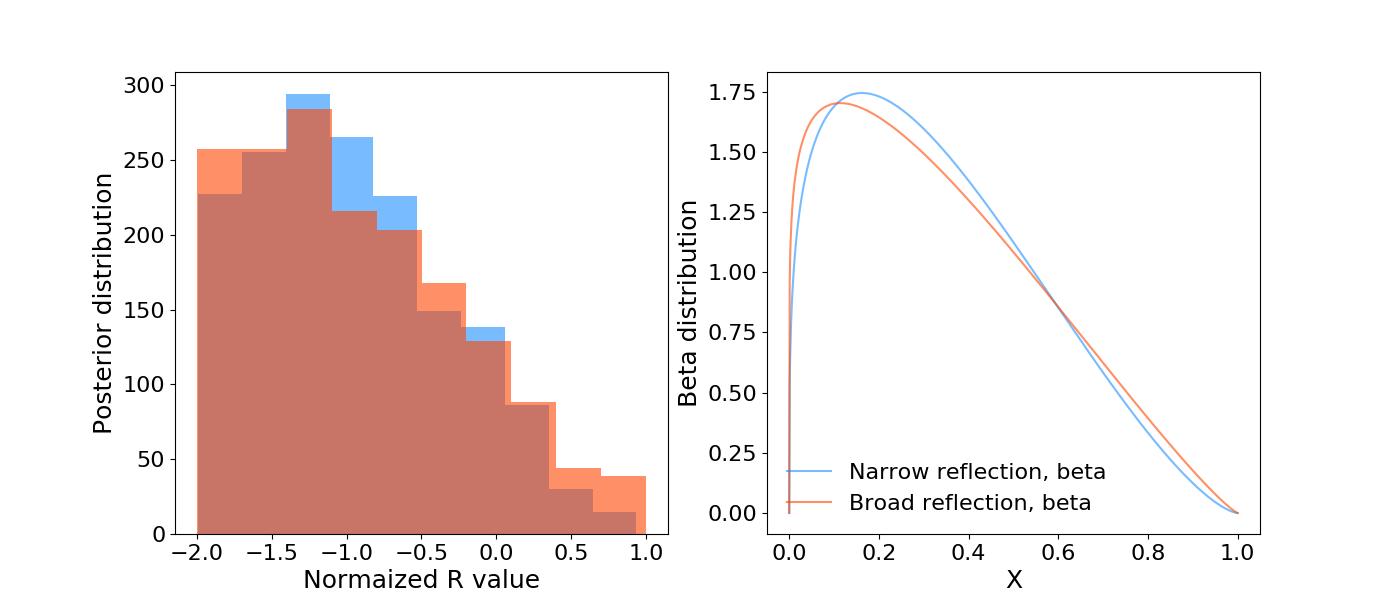 300
250
200
150
100
50
0
−2.0 −1.5 −1.0 −0.5 0.0 0.5 1.0
Normaized R value
Posterior distribution
1.75
1.50
1.25
1.00
0.75
0.50
0.25
0.00
0.0 0.2 0.4 0.6 0.8 1.0
X
Beta distribution
Narrow reflection, beta
Broad reflection, beta